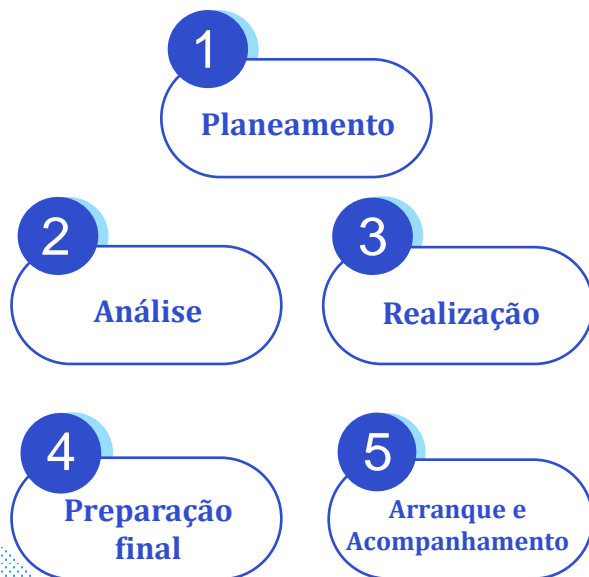 1
Planeamento
2
Análise
3
Realização
4
Preparação
final
5
Arranque e
Acompanhamento